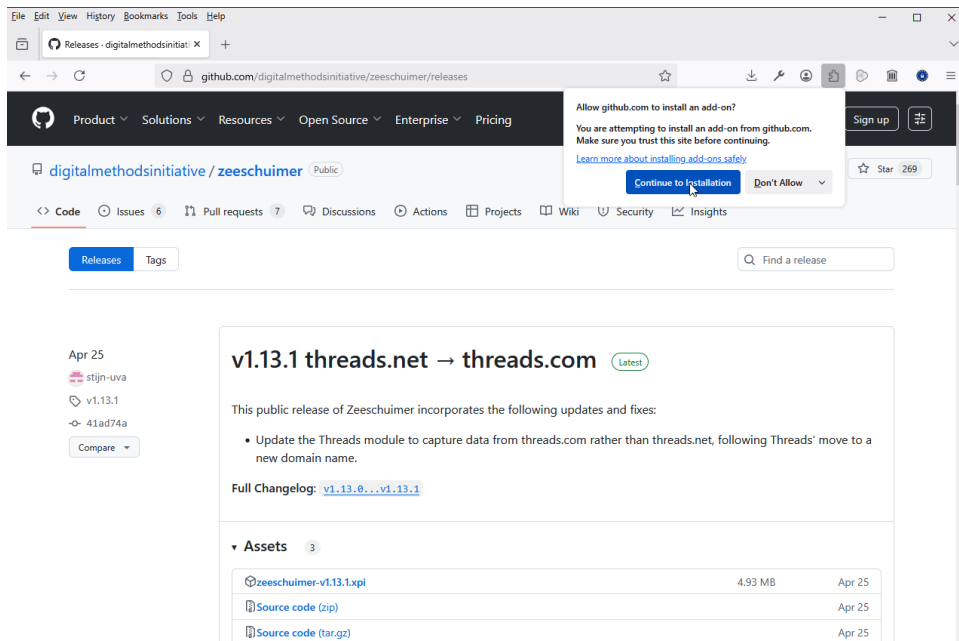 File Edit View History Bookmarks Tools Help
Releases · digitalmethodsinitiati
github.com/digitalmethodsinitiative/zeeschuimer/releases
Allow github.com to install an add-on?
You are attempting to install an add-on from github.com.
Make sure you trust this site before continuing.
Learn more about installing add-ons safely
Continue to Installation Don't Allow
Product Solutions Resources Open Source Enterprise Pricing
Sign up
digitalmethodsinitiative / zeeschuimer Public
Star 269
Code Issues 6 Pull requests 7 Discussions Actions Projects Wiki Security Insights
Releases Tags
Find a release
Apr 25
stijn-uva
v1.13.1
41ad74a
Compare
v1.13.1 threads.net → threads.com Latest
This public release of Zeeschuimer incorporates the following updates and fixes:
• Update the Threads module to capture data from threads.com rather than threads.net, following Threads' move to a
new domain name.
Full Changelog: v1.13.0...v1.13.1
Assets 3
zeeschuimer-v1.13.1.xpi 4.93 MB Apr 25
Source code (zip) Apr 25
Source code (tar.gz) Apr 25